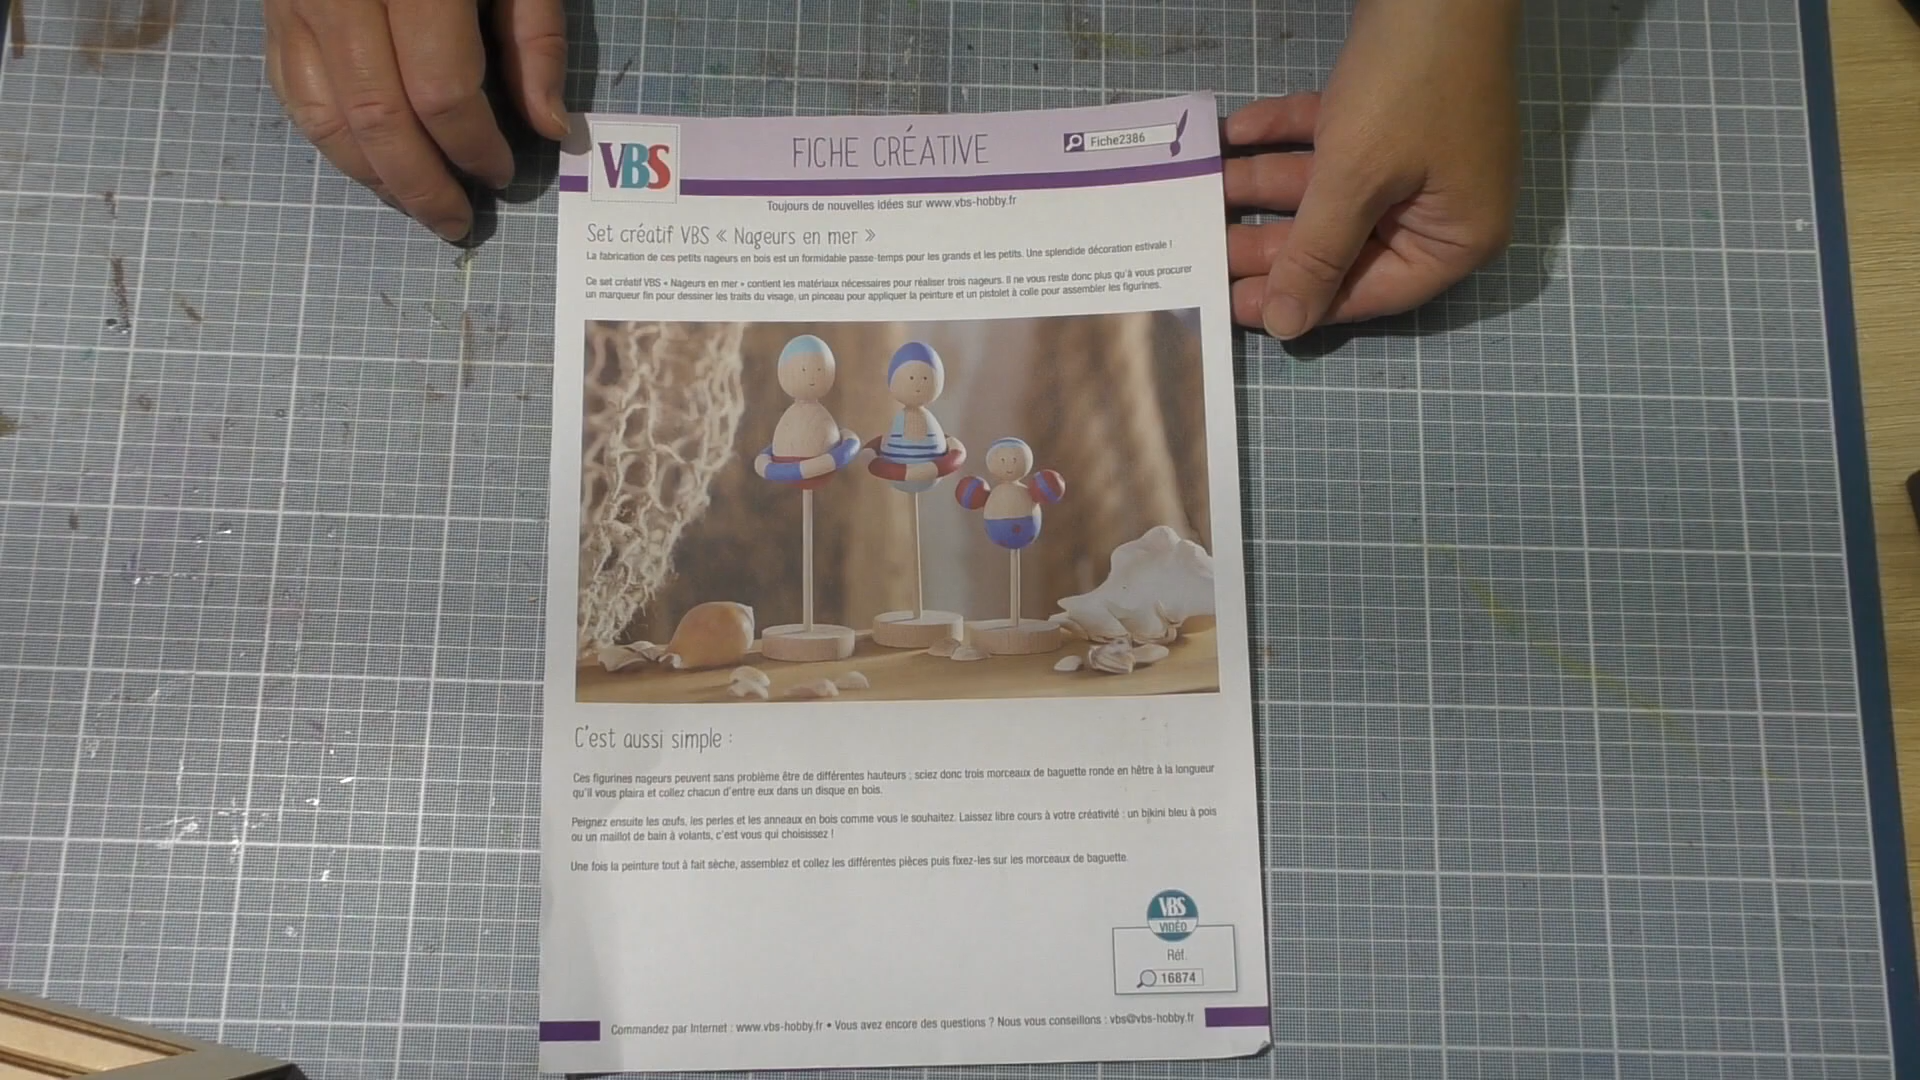 VBS
FICHE CRÉATIVE
Fiche2386
Toujours de nouvelles idées sur www.vbs-hobby.fr
Set créatif VBS « Nageurs en mer »
La fabrication de ces petits nageurs en bois est un formidable passe-temps pour les grands et les petits. Une splendide décoration estivale !
Ce set créatif VBS « Nageurs en mer » contient les matériaux nécessaires pour réaliser trois nageurs. Il ne vous reste donc plus qu'à vous procurer
un marqueur fin pour dessiner les traits du visage, un pinceau pour appliquer la peinture et un pistolet à colle pour assembler les figurines.
C'est aussi simple :
Ces figurines nageurs peuvent sans problème être de différentes hauteurs ; sciez donc trois morceaux de baguette ronde en hêtre à la longueur
qu'il vous plaira et collez chacun d'entre eux dans un disque en bois.
Peignez ensuite les œufs, les perles et les anneaux en bois comme vous le souhaitez. Laissez libre cours à votre créativité : un bikini bleu à pois
ou un maillot de bain à volants, c'est vous qui choisissez !
Une fois la peinture tout à fait sèche, assemblez et collez les différentes pièces puis fixez-les sur les morceaux de baguette.
VBS
VIDÉO
Réf.
16874
Commandez par Internet : www.vbs-hobby.fr • Vous avez encore des questions ? Nous vous conseillons : vbs@vbs-hobby.fr